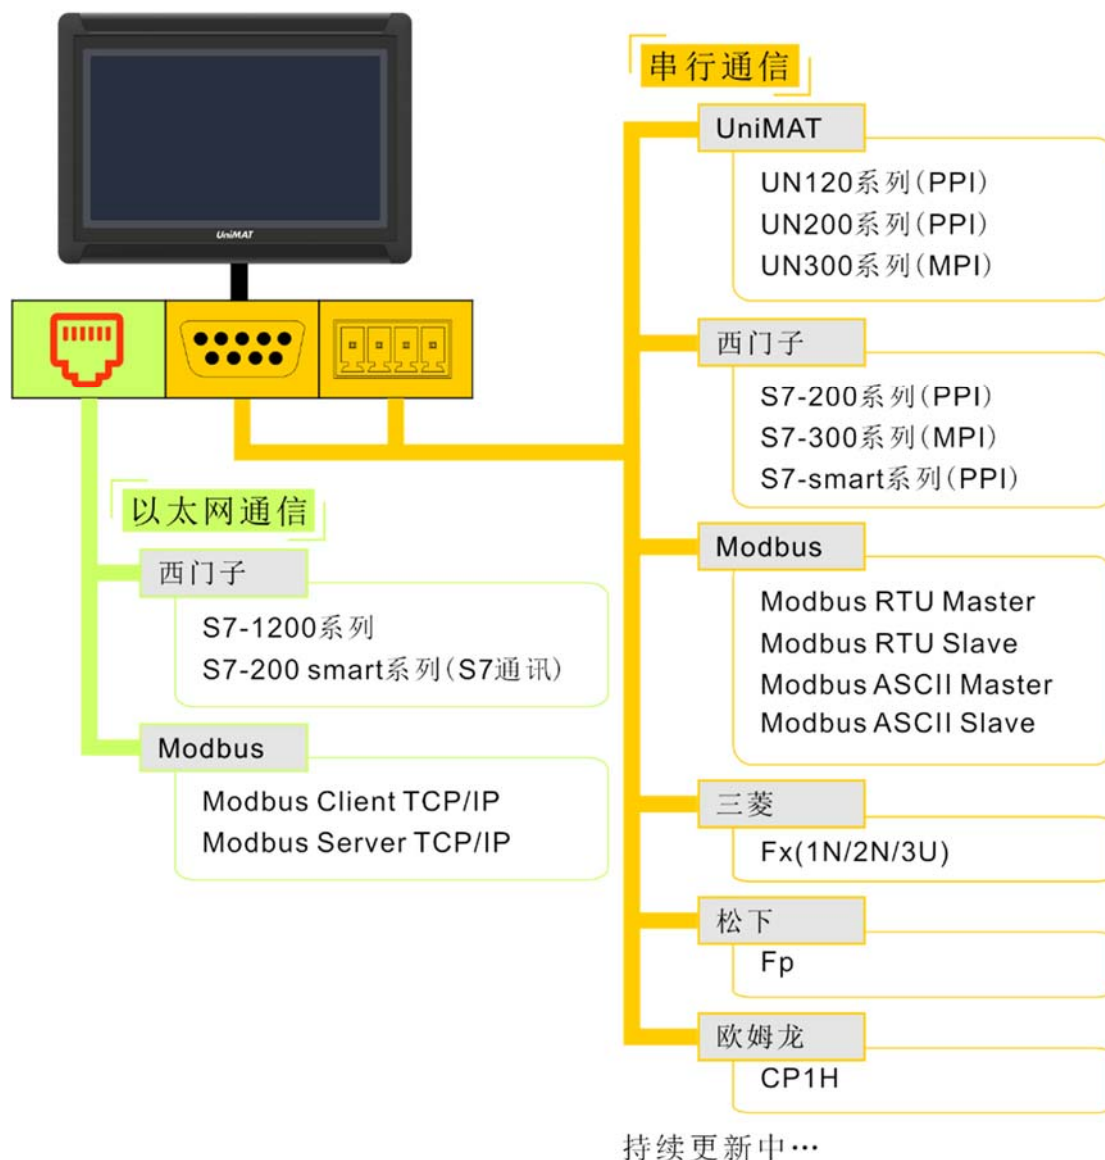 UniMAT
串行通信
UniMAT
UN120系列(PPI)
UN200系列(PPI)
UN300系列(MPI)
西门子
S7-200系列(PPI)
S7-300系列(MPI)
S7-smart系列(PPI)
Modbus
Modbus RTU Master
Modbus RTU Slave
Modbus ASCII Master
Modbus ASCII Slave
三菱
Fx(1N/2N/3U)
松下
Fp
欧姆龙
CP1H
持续更新中…
以太网通信
西门子
S7-1200系列
S7-200 smart系列(S7通讯)
Modbus
Modbus Client TCP/IP
Modbus Server TCP/IP